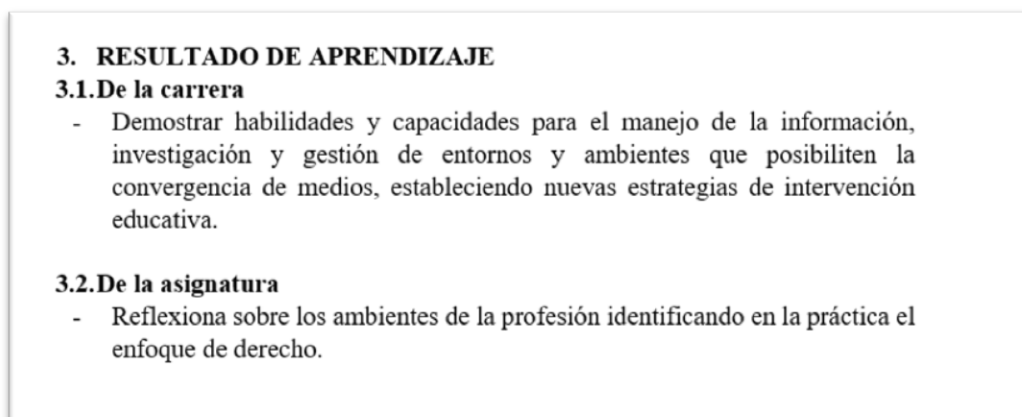 3. RESULTADO DE APRENDIZAJE
3.1.De la carrera
- Demostrar habilidades y capacidades para el manejo de la información,
investigación y gestión de entornos y ambientes que posibiliten la
convergencia de medios, estableciendo nuevas estrategias de intervención
educativa.
3.2.De la asignatura
- Reflexiona sobre los ambientes de la profesión identificando en la práctica el
enfoque de derecho.